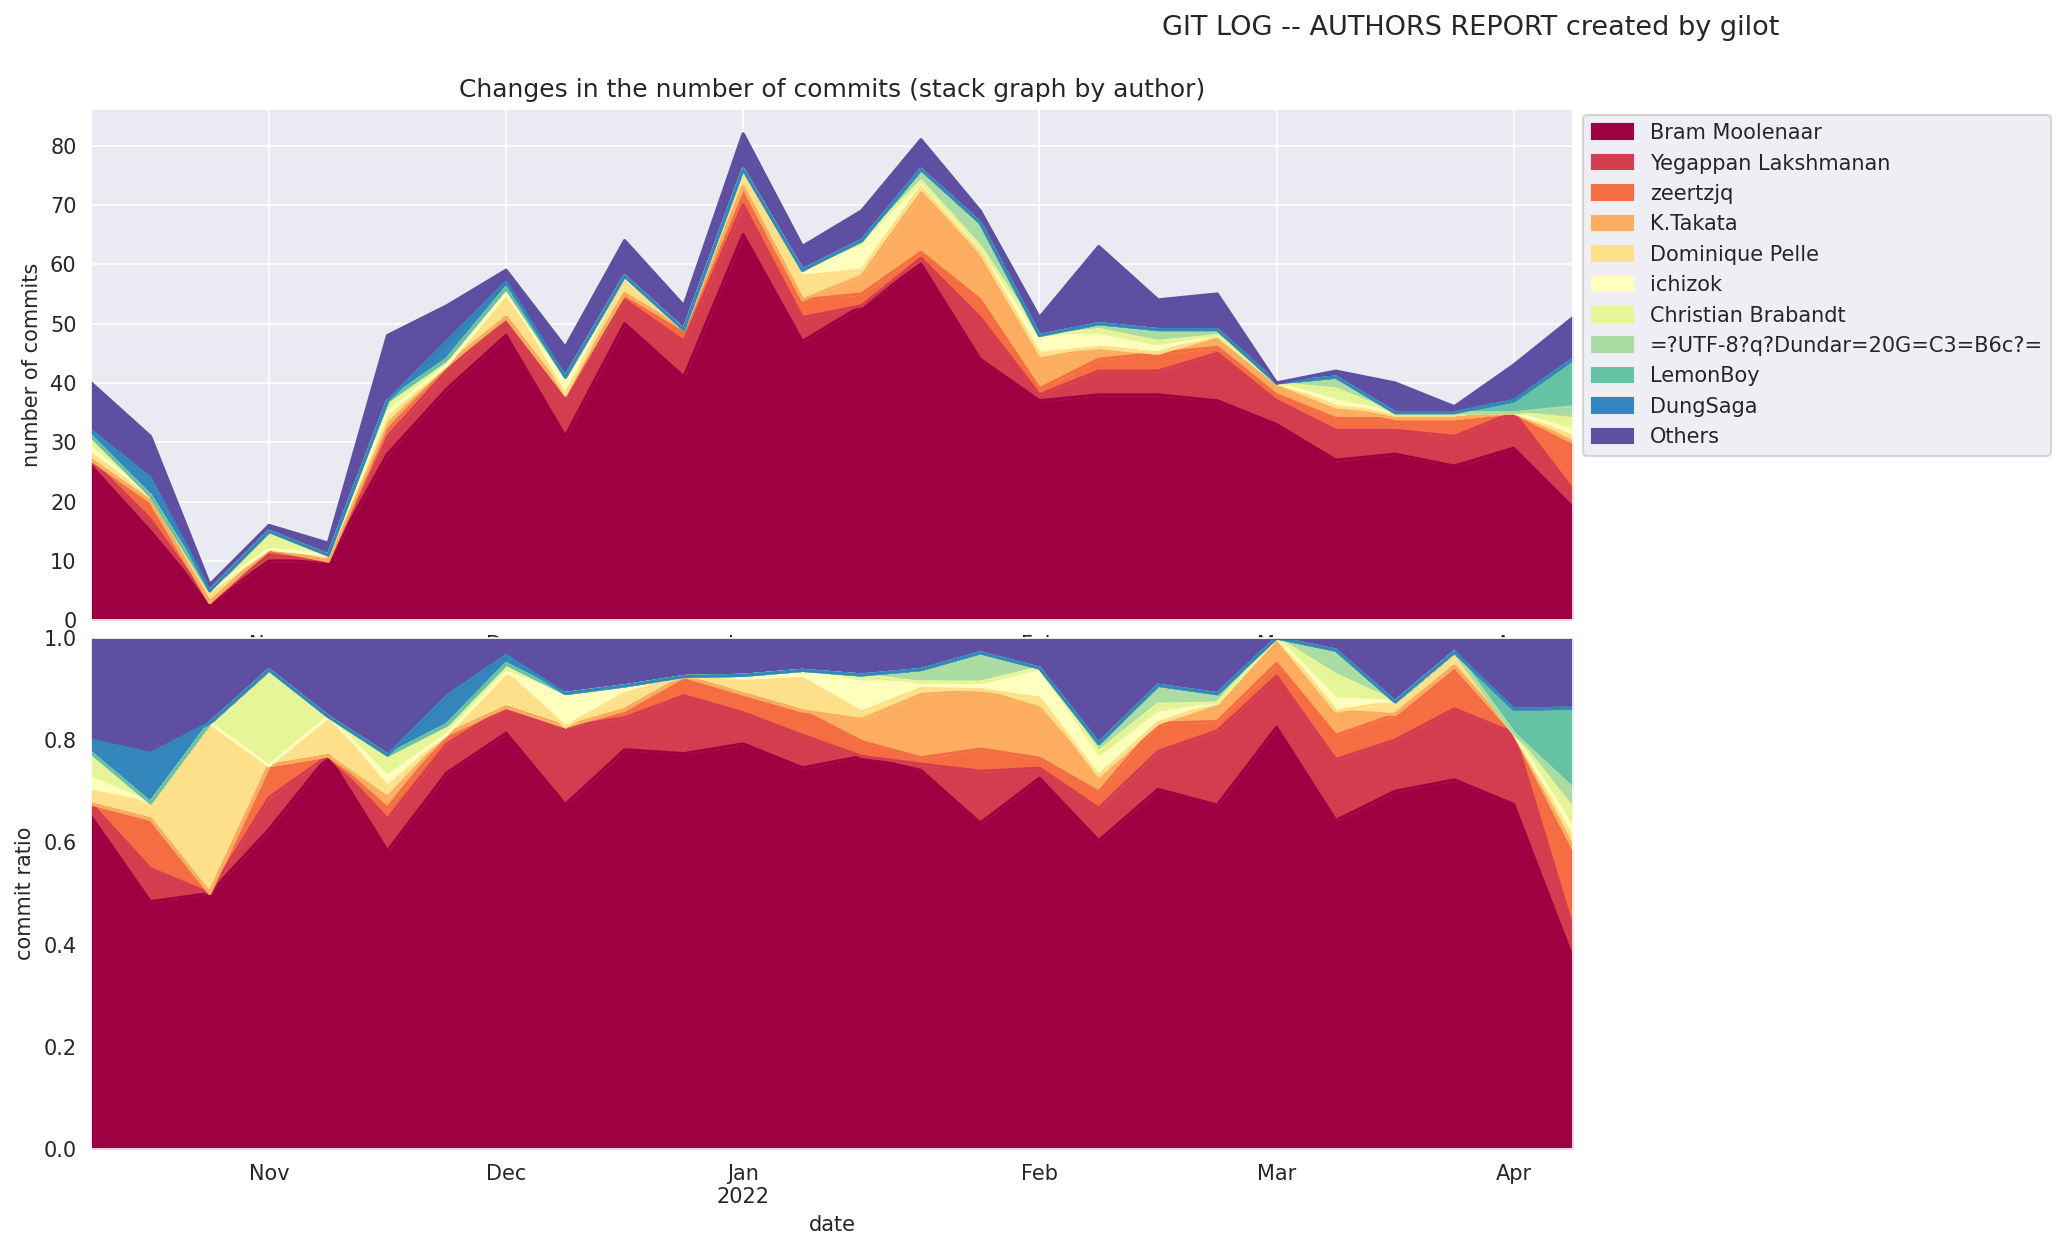 GIT LOG -- AUTHORS REPORT created by gilot
Changes in the number of commits (stack graph by author)
number of commits
80
70
60
50
40
30
20
10
0
Bram Moolenaar
Yegappan Lakshmanan
zeertzjq
K.Takata
Dominique Pelle
ichizok
Christian Brabandt
=?UTF-8?q?Dundar=20G=C3=B6c?=
LemonBoy
DungSaga
Others
commit ratio
1.0
0.8
0.6
0.4
0.2
0.0
Nov
Dec
Jan
2022
Feb
Mar
Apr
date